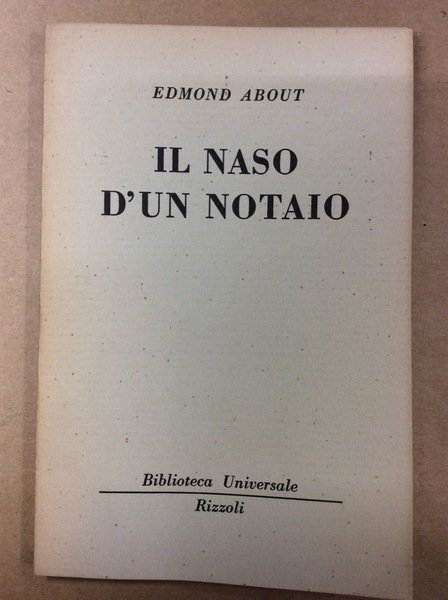 EDMOND ABOUT
IL NASO
D'UN NOTAIO
Biblioteca Universale
Rizzoli